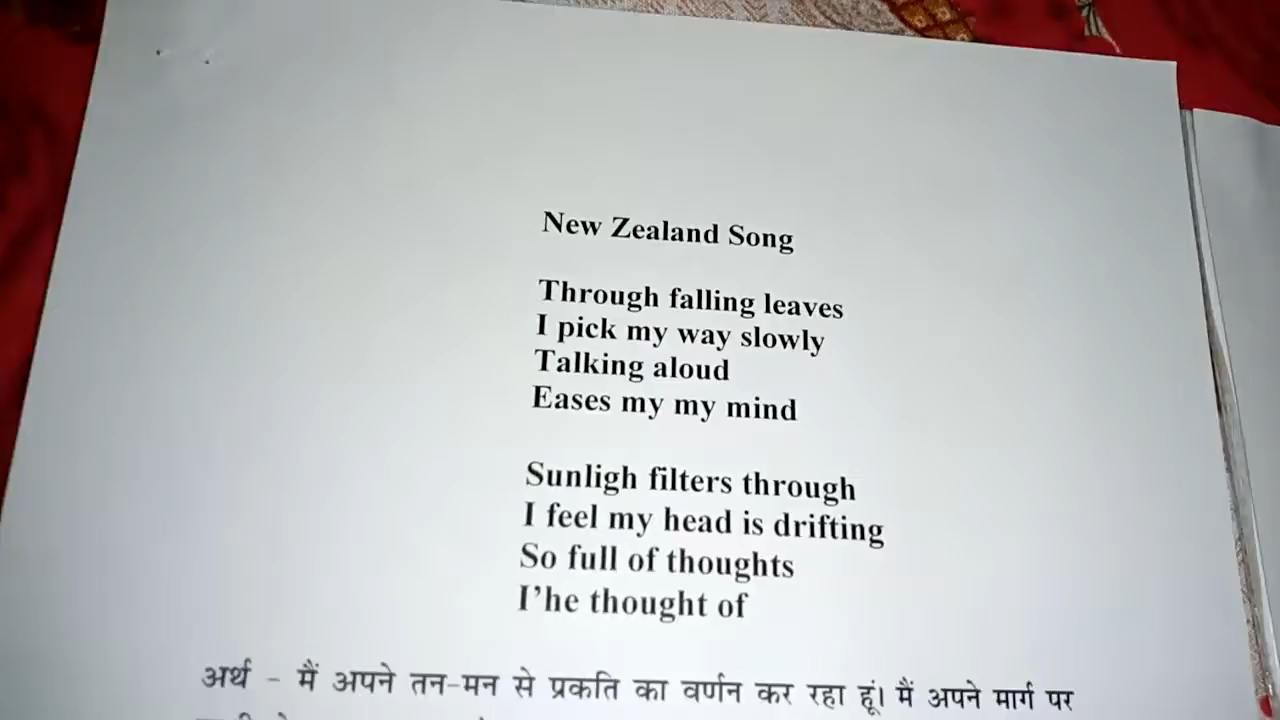 New Zealand Song
Through falling leaves
I pick my way slowly
Talking aloud
Eases my my mind
Sunligh filters through
I feel my head is drifting
So full of thoughts
I’he thought of
अर्थ - मैं अपने तन-मन से प्रकति का वर्णन कर रहा हूं। मैं अपने मार्ग पर